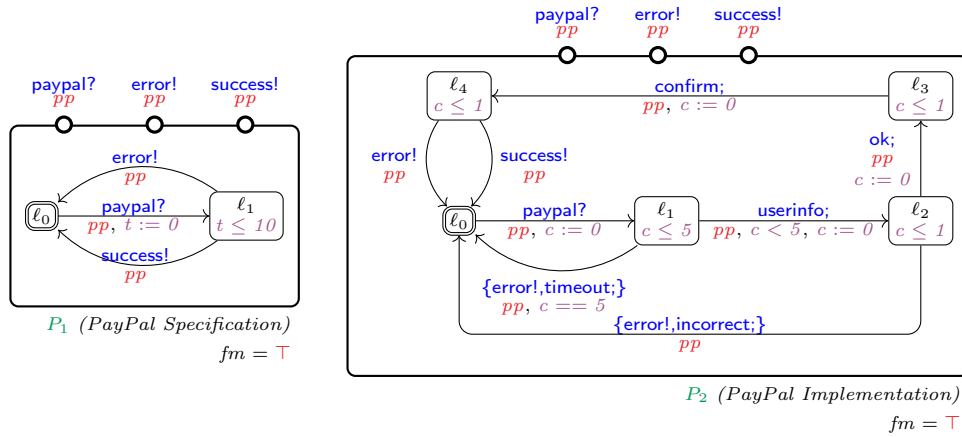 paypal? error! success!
pp pp pp
error!
pp
ℓ0
paypal?
pp, t := 0
ℓ1
t ≤ 10
success!
pp
P1 (PayPal Specification)
fm = ⊤
paypal? error! success!
pp pp pp
ℓ4
c ≤ 1
confirm;
pp, c := 0
ℓ3
c ≤ 1
error!
pp
success!
pp
ok;
pp
c := 0
ℓ0
paypal?
pp, c := 0
ℓ1
c ≤ 5
userinfo;
pp, c < 5, c := 0
ℓ2
c ≤ 1
{error!,timeout;}
pp, c == 5
{error!,incorrect;}
pp
P2 (PayPal Implementation)
fm = ⊤